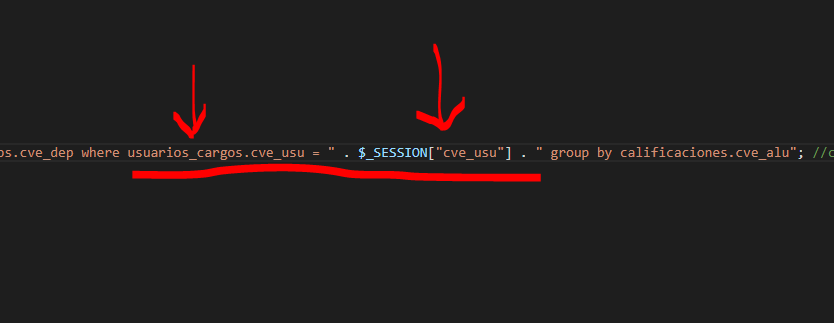 os.cve_dep where usuarios_cargos.cve_usu = " . $_SESSION["cve_usu"] . " group by calificaciones.cve_alu"; //c